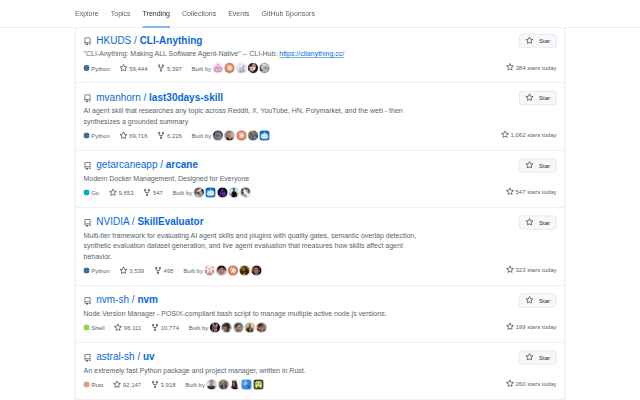 Explore Topics Trending Collections Events GitHub Sponsors
HKUDS / CLI-Anything Star
"CLI-Anything: Making ALL Software Agent-Native" -- CLI-Hub: https://clianything.cc/
Python 59,444 5,397 Built by 284 stars today
mvanhorn / last30days-skill Star
AI agent skill that researches any topic across Reddit, X, YouTube, HN, Polymarket, and the web - then
synthesizes a grounded summary
Python 69,716 6,226 Built by 1,062 stars today
getarcaneapp / arcane Star
Modern Docker Management, Designed for Everyone
Go 9,653 547 Built by 547 stars today
NVIDIA / SkillEvaluator Star
Multi-tier framework for evaluating AI agent skills and plugins with quality gates, semantic overlap detection,
synthetic evaluation dataset generation, and live agent evaluation that measures how skills affect agent
behavior.
Python 3,539 495 Built by 323 stars today
nvm-sh / nvm Star
Node Version Manager - POSIX-compliant bash script to manage multiple active node.js versions.
Shell 96,111 10,774 Built by 199 stars today
astral-sh / uv Star
An extremely fast Python package and project manager, written in Rust.
Rust 92,147 3,918 Built by 260 stars today